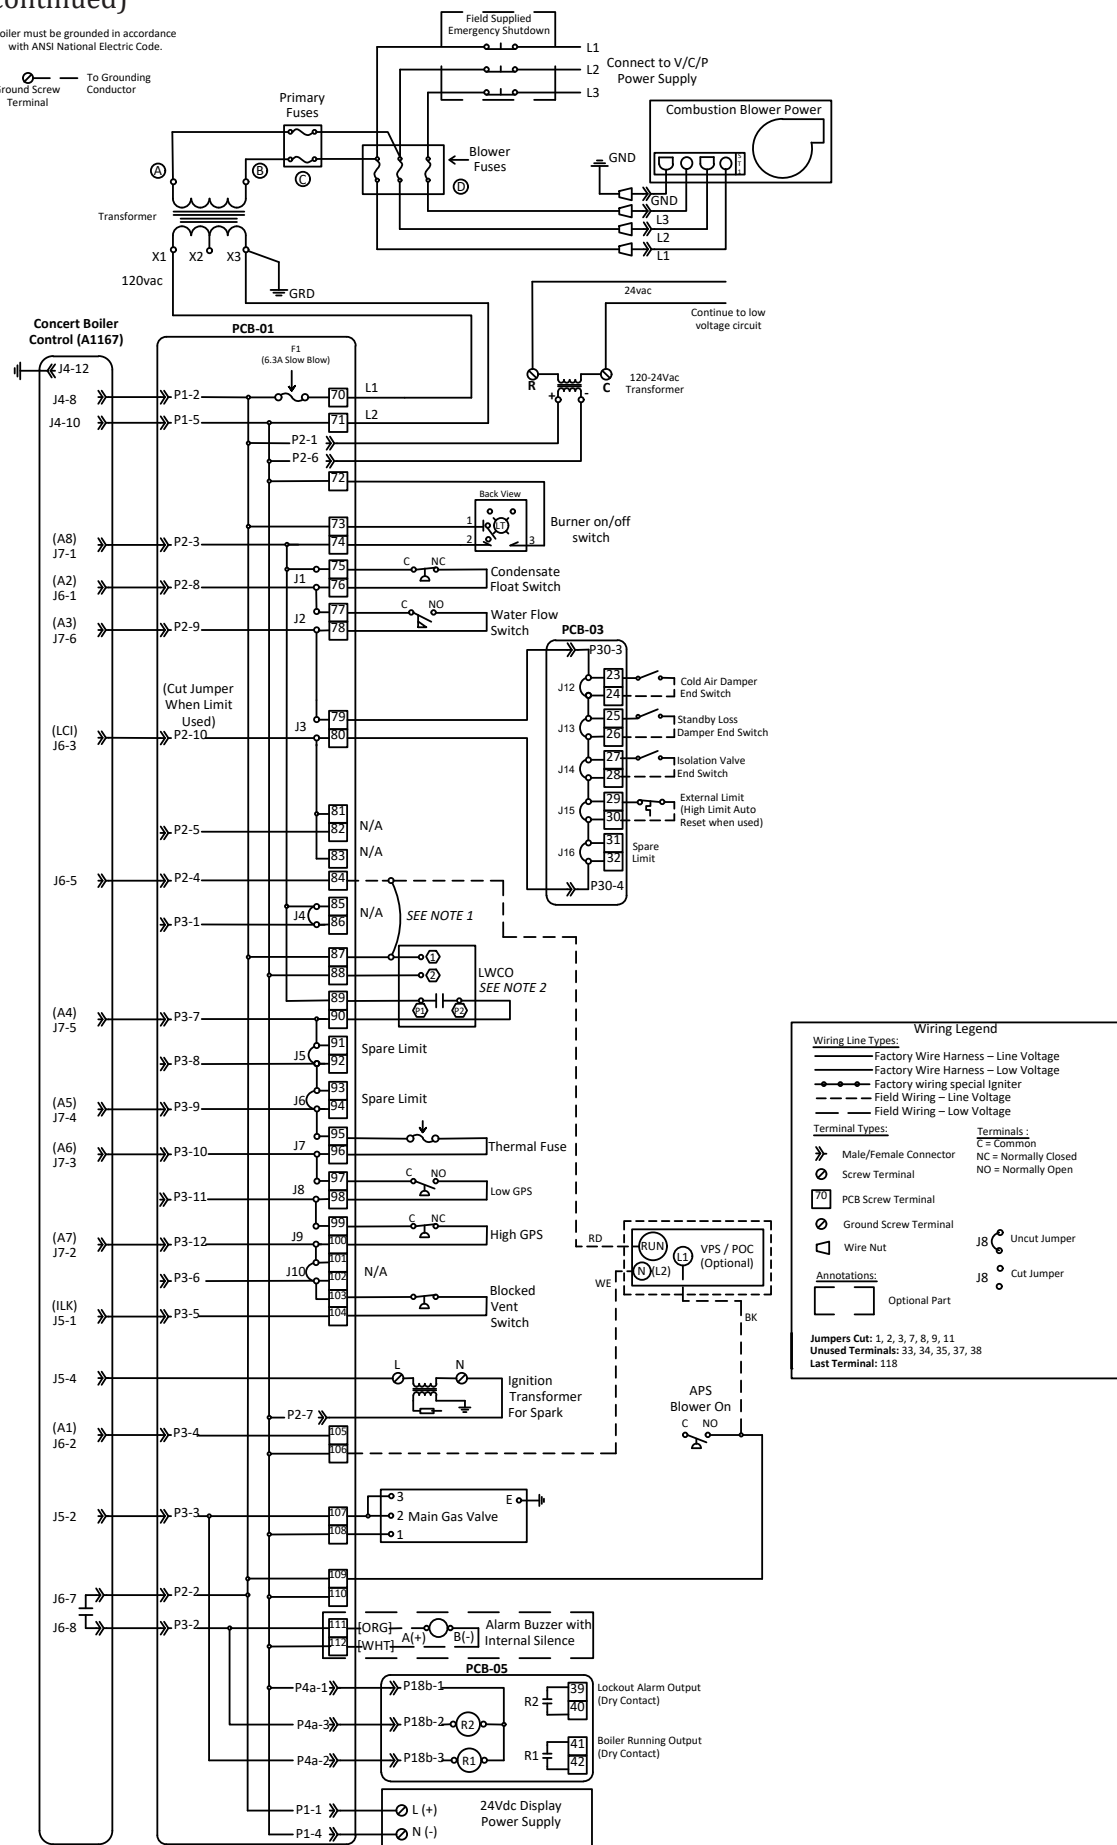 ontinued)
oiler must be grounded in accordance
with ANSI National Electric Code.
To Grounding
Conductor
round Screw
Terminal
Field Supplied
Emergency Shutdown
L1
L2
L3
Connect to V/C/P
Power Supply
Primary
Fuses
A
B
C
Blower
Fuses
D
Combustion Blower Power
S
T
1
GND
GND
L3
L2
L1
Transformer
X1
X2
X3
120vac
GRD
24vac
Continue to low
voltage circuit
R
C
+
-
120-24Vac
Transformer
Concert Boiler
Control (A1167)
PCB-01
F1
(6.3A Slow Blow)
J4-12
J4-8
P1-2
70
L1
J4-10
P1-5
71
L2
P2-1
P2-6
72
Back View
73
1
LT
Burner on/off
switch
(A8)
J7-1
P2-3
74
2
3
75
C
NC
Condensate
Float Switch
(A2)
J6-1
P2-8
J1
76
77
C
NO
Water Flow
Switch
(A3)
J7-6
P2-9
J2
78
PCB-03
P30-3
J12
23
24
Cold Air Damper
End Switch
J13
25
26
Standby Loss
Damper End Switch
J14
27
28
Isolation Valve
End Switch
J15
29
30
External Limit
(High Limit Auto
Reset when used)
J16
31
32
Spare
Limit
P30-4
(Cut Jumper
When Limit
Used)
(LCI)
J6-3
P2-10
J3
79
80
81
P2-5
82
N/A
83
N/A
J6-5
P2-4
84
85
N/A
P3-1
J4
86
SEE NOTE 1
87
1
88
2
LWCO
SEE NOTE 2
89
P1
P2
(A4)
J7-5
P3-7
90
91
Spare Limit
P3-8
J5
92
93
Spare Limit
(A5)
J7-4
P3-9
J6
94
95
Thermal Fuse
(A6)
J7-3
P3-10
J7
96
97
C
NO
Low GPS
P3-11
J8
98
99
C
NC
High GPS
(A7)
J7-2
P3-12
J9
100
101
N/A
P3-6
J10
102
103
Blocked
Vent
Switch
(ILK)
J5-1
P3-5
104
RD
WE
BK
RUN
N
(L2)
L1
VPS / POC
(Optional)
J5-4
L
N
Ignition
Transformer
For Spark
P2-7
(A1)
J6-2
P3-4
105
106
APS
Blower On
C
NO
J5-2
P3-3
107
108
3
2
1
Main Gas Valve
E
109
J6-7
P2-2
110
J6-8
P3-2
111
112
[ORG]
[WHT]
A(+)
B(-)
Alarm Buzzer with
Internal Silence
PCB-05
P4a-1
P18b-1
P4a-3
P18b-2
R2
P4a-2
P18b-3
R1
R2
39
40
Lockout Alarm Output
(Dry Contact)
R1
41
42
Boiler Running Output
(Dry Contact)
P1-1
L (+)
P1-4
N (-)
24Vdc Display
Power Supply
Wiring Legend
Wiring Line Types:
Factory Wire Harness – Line Voltage
Factory Wire Harness – Low Voltage
Factory wiring special Igniter
Field Wiring – Line Voltage
Field Wiring – Low Voltage
Terminal Types:
Male/Female Connector
Screw Terminal
70
PCB Screw Terminal
Ground Screw Terminal
Wire Nut
Terminals :
C = Common
NC = Normally Closed
NO = Normally Open
J8
Uncut Jumper
J8
Cut Jumper
Annotations:
Optional Part
Jumpers Cut: 1, 2, 3, 7, 8, 9, 11
Unused Terminals: 33, 34, 35, 37, 38
Last Terminal: 118